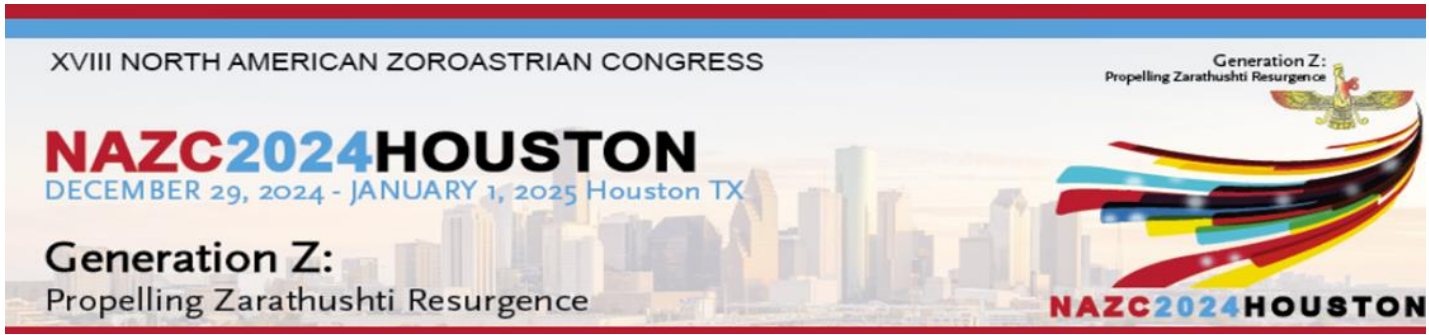 XVIII NORTH AMERICAN ZOROASTRIAN CONGRESS
NAZC2024HOUSTON
DECEMBER 29, 2024 - JANUARY 1, 2025 Houston TX
Generation Z:
Propelling Zarathushti Resurgence
Generation Z:
Propelling Zarathushti Resurgence
NAZC2024HOUSTON